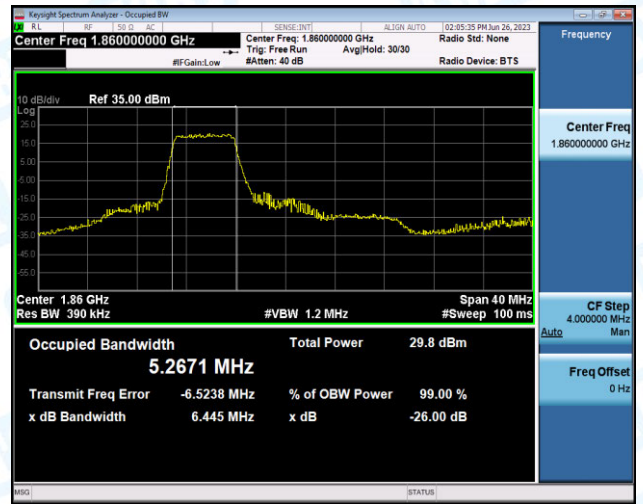 Keysight Spectrum Analyzer - Occupied BW
RL RF 50 Ω AC SENSE:INT ALIGN AUTO 02:05:35 PM Jun 26, 2023
Center Freq 1.860000000 GHz
Center Freq: 1.860000000 GHz
Radio Std: None
Trig: Free Run Avg|Hold: 30/30
#IFGain:Low
#Atten: 40 dB
Radio Device: BTS
Frequency
10 dB/div
Ref 35.00 dBm
Log
25.0
15.0
5.00
-5.00
-15.0
-25.0
-35.0
-45.0
-55.0
Center Freq
1.860000000 GHz
Center 1.86 GHz
Span 40 MHz
Res BW 390 kHz
#VBW 1.2 MHz
#Sweep 100 ms
CF Step
4.000000 MHz
Auto Man
Occupied Bandwidth
5.2671 MHz
Total Power 29.8 dBm
Transmit Freq Error -6.5238 MHz
% of OBW Power 99.00 %
x dB Bandwidth 6.445 MHz
x dB -26.00 dB
Freq Offset
0 Hz
MSG
STATUS